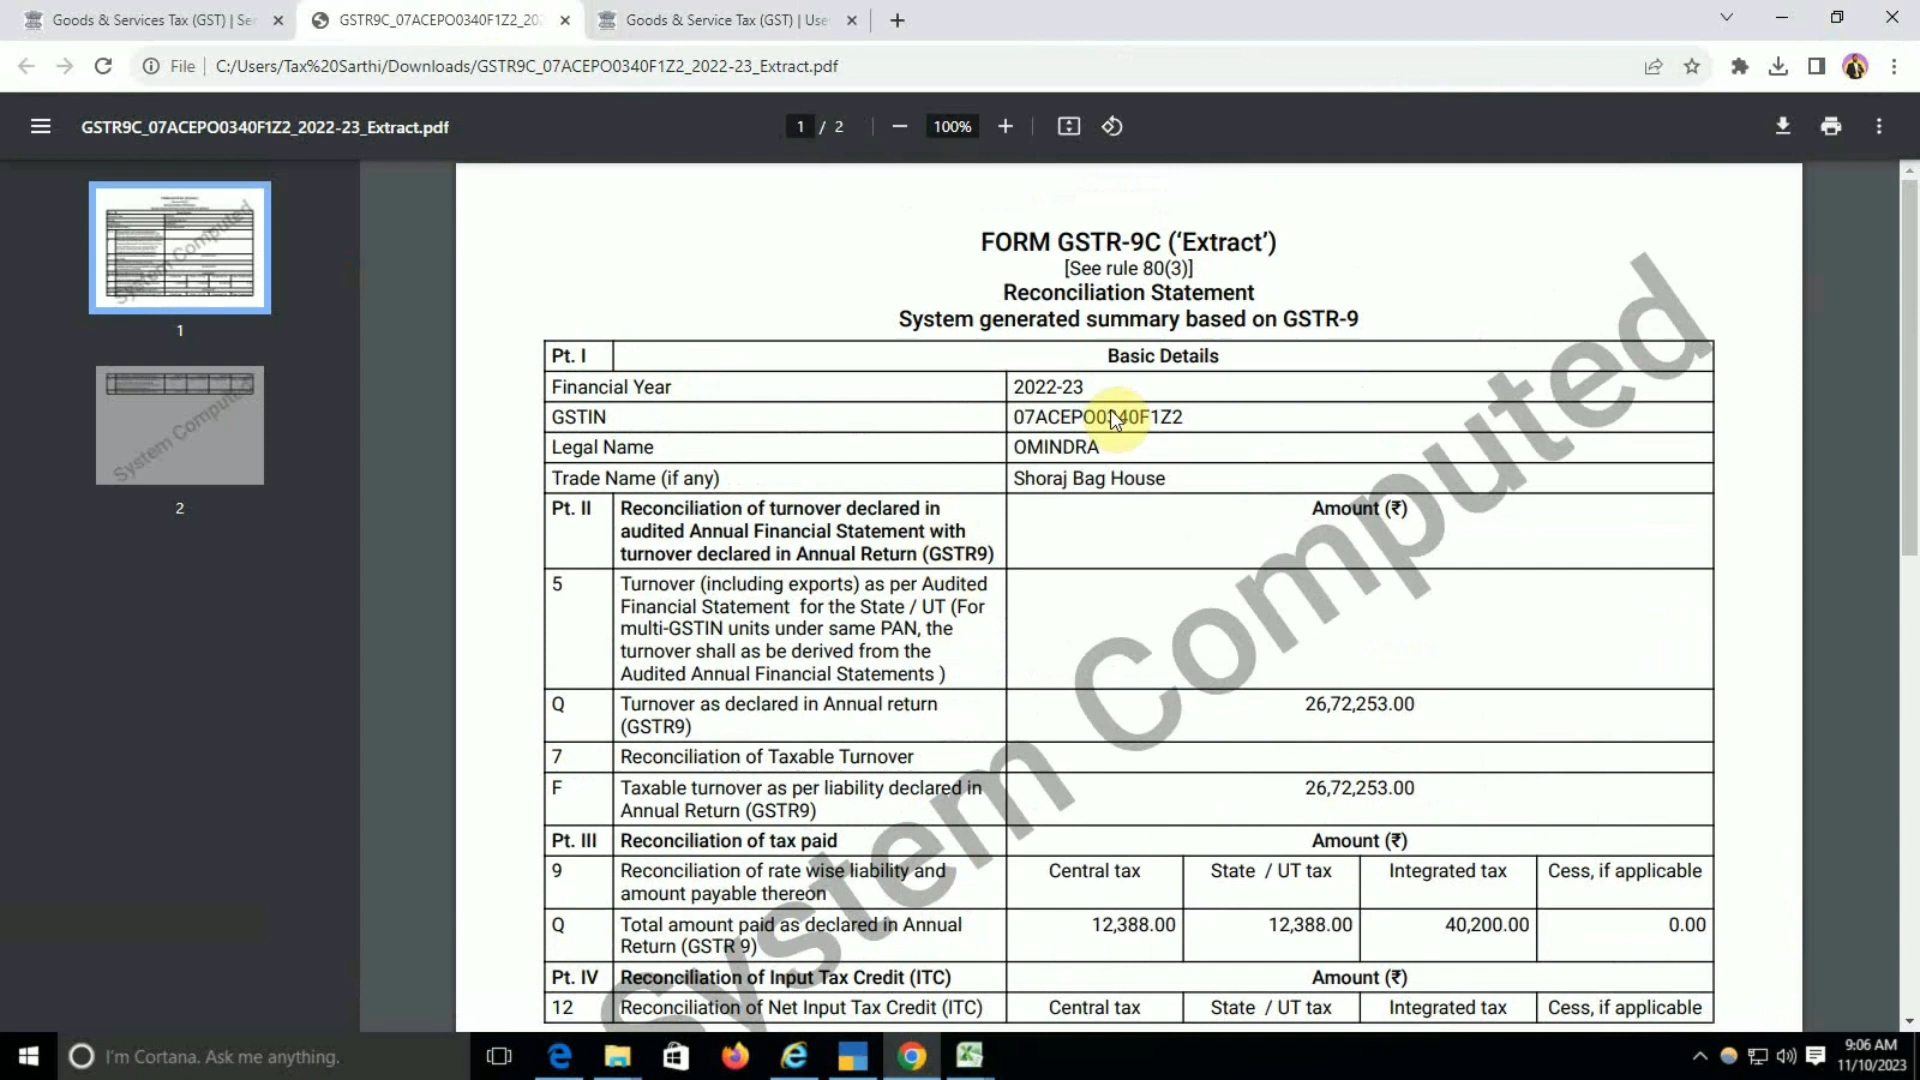 Goods & Services Tax (GST) | Se
GSTR9C_07ACEPO0340F1Z2_20
Goods & Service Tax (GST) | Use
File
C:/Users/Tax%20Sarthi/Downloads/GSTR9C_07ACEPO0340F1Z2_2022-23_Extract.pdf
GSTR9C_07ACEPO0340F1Z2_2022-23_Extract.pdf
1 / 2
100%
1
2
FORM GSTR-9C (‘Extract’)
[See rule 80(3)]
Reconciliation Statement
System generated summary based on GSTR-9
Pt. I Basic Details
Financial Year 2022-23
GSTIN 07ACEPO0340F1Z2
Legal Name OMINDRA
Trade Name (if any) Shoraj Bag House
Pt. II Reconciliation of turnover declared in Amount (₹)
audited Annual Financial Statement with
turnover declared in Annual Return (GSTR9)
5 Turnover (including exports) as per Audited
Financial Statement for the State / UT (For
multi-GSTIN units under same PAN, the
turnover shall as be derived from the
Audited Annual Financial Statements )
Q Turnover as declared in Annual return 26,72,253.00
(GSTR9)
7 Reconciliation of Taxable Turnover
F Taxable turnover as per liability declared in 26,72,253.00
Annual Return (GSTR9)
Pt. III Reconciliation of tax paid Amount (₹)
9 Reconciliation of rate wise liability and Central tax State / UT tax Integrated tax Cess, if applicable
amount payable thereon
Q Total amount paid as declared in Annual 12,388.00 12,388.00 40,200.00 0.00
Return (GSTR 9)
Pt. IV Reconciliation of Input Tax Credit (ITC) Amount (₹)
12 Reconciliation of Net Input Tax Credit (ITC) Central tax State / UT tax Integrated tax Cess, if applicable
System Computed
I'm Cortana. Ask me anything.
9:06 AM
11/10/2023